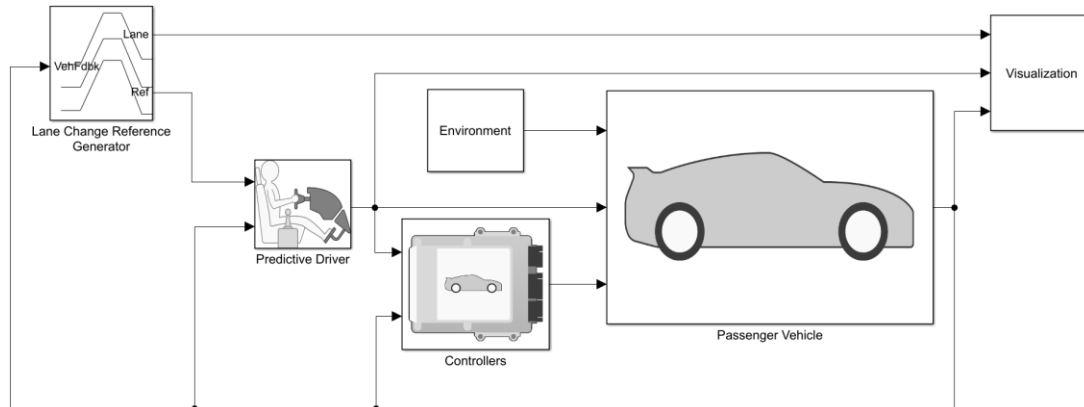 Lane
VehFdbk
Ref
Lane Change Reference
Generator
Visualization
Environment
Predictive Driver
Controllers
Passenger Vehicle